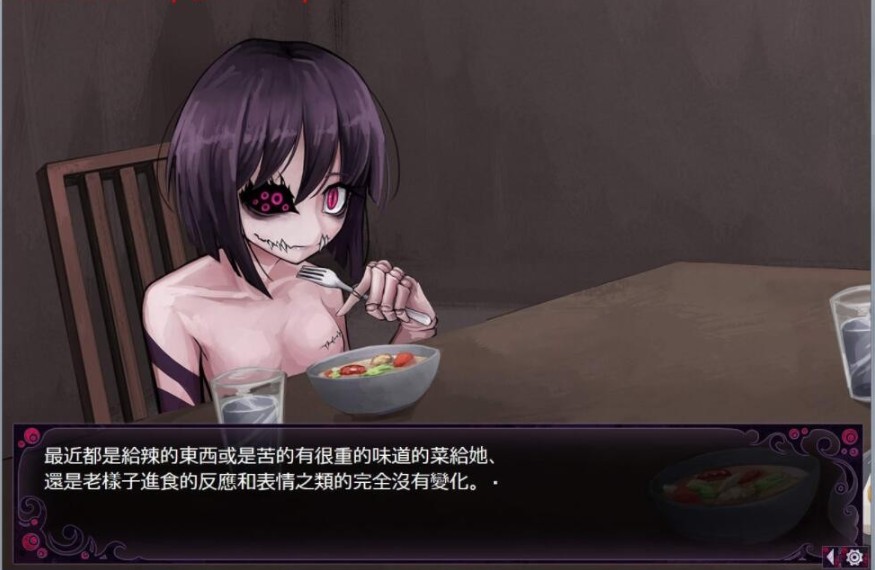 最近都是給辣的東西或是苦的有很重的味道的菜給她、
還是老樣子進食的反應和表情之類的完全沒有變化。・